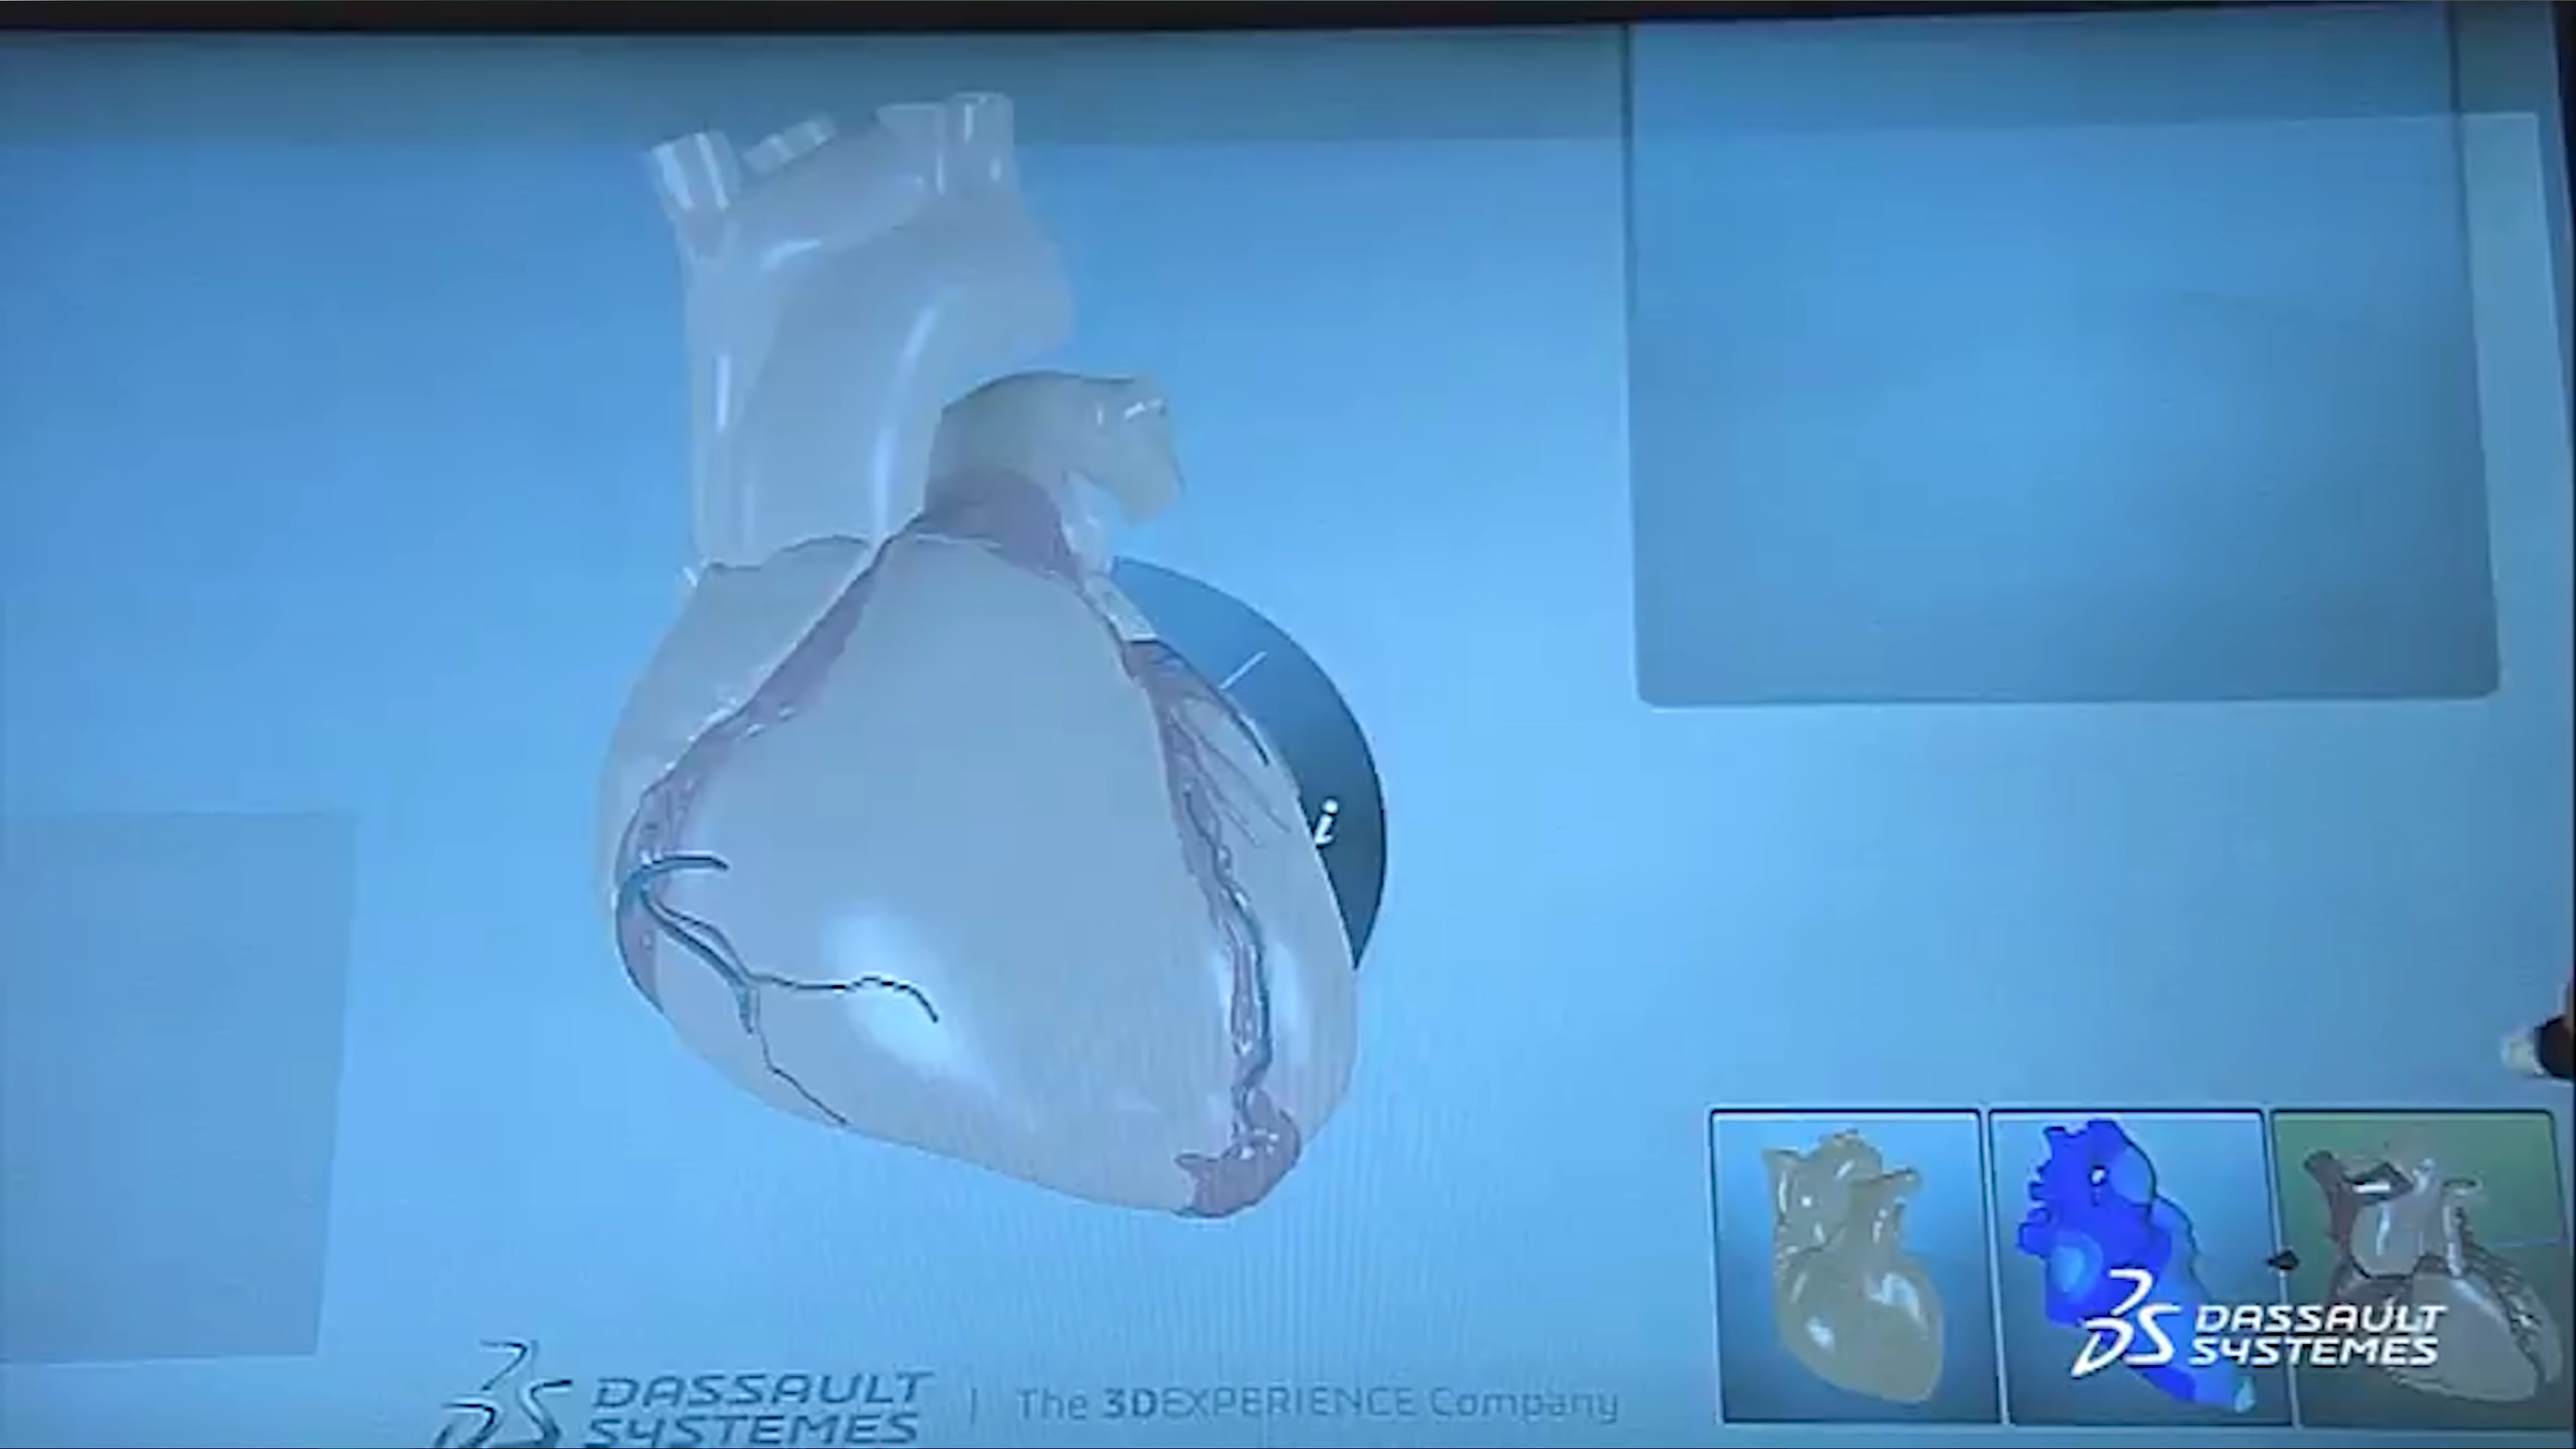 i
DASSAULT
SYSTEMES
DASSAULT
SYSTEMES | The 3DEXPERIENCE Company